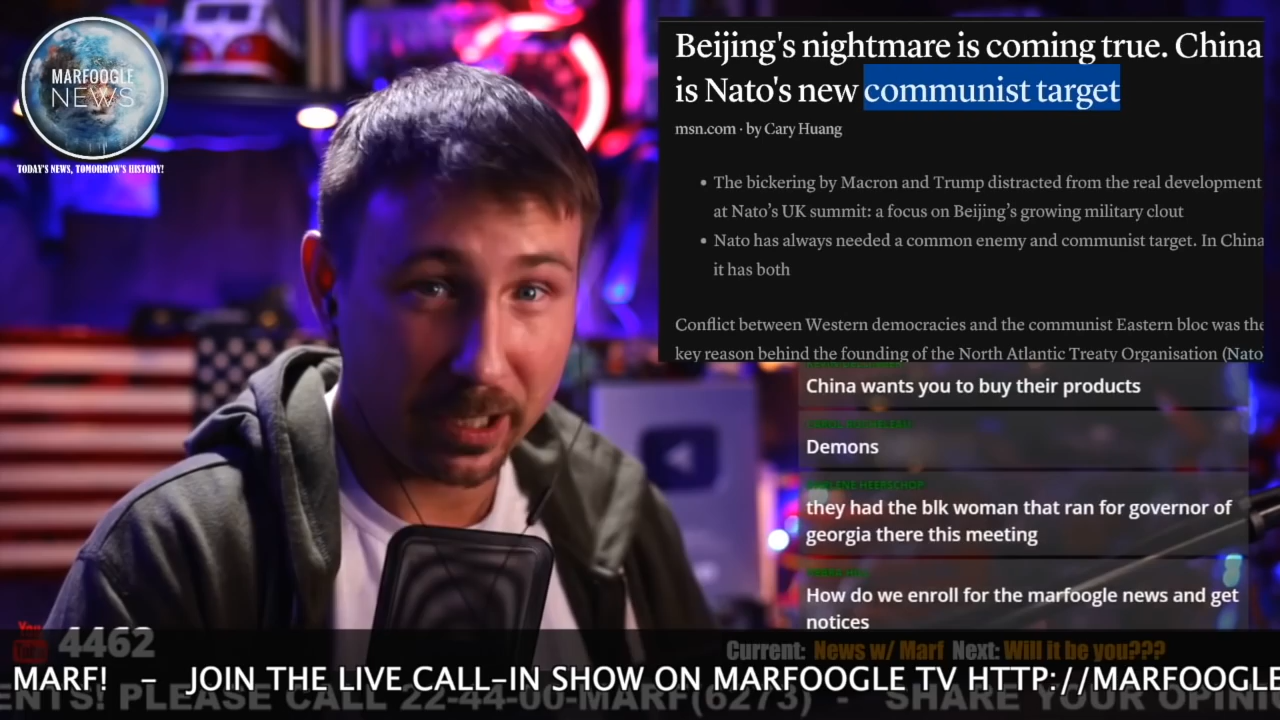 MARFOOGLE
NEWS
TODAY'S NEWS, TOMORROW'S HISTORY!
Beijing's nightmare is coming true. China
is Nato's new communist target
msn.com · by Cary Huang
• The bickering by Macron and Trump distracted from the real development
at Nato's UK summit: a focus on Beijing's growing military clout
• Nato has always needed a common enemy and communist target. In China
it has both
Conflict between Western democracies and the communist Eastern bloc was the
key reason behind the founding of the North Atlantic Treaty Organisation (Nato)
China wants you to buy their products
Demons
they had the blk woman that ran for governor of
georgia there this meeting
How do we enroll for the marfoogle news and get
notices
You
4462
Current: News w/ Marf Next: Will it be you???
MARF! – JOIN THE LIVE CALL-IN SHOW ON MARFOOGLE TV HTTP://MARFOOGLE
ENTS! PLEASE CALL 22-44-00-MARF(6273) - SHARE YOUR OPINI